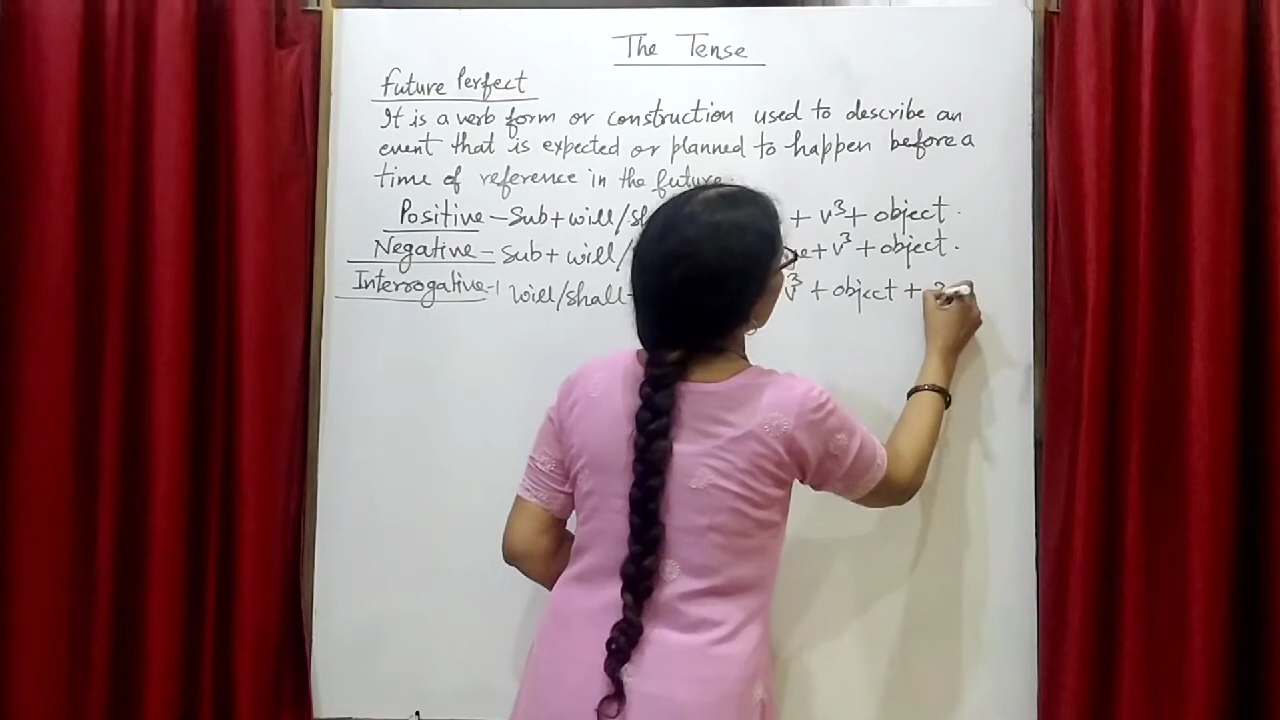 The Tense
Future Perfect
It is a verb form or construction used to describe an
event that is expected or planned to happen before a
time of reference in the future.
Positive - Sub + will/sh + v³ + object.
Negative - Sub + will/ + v³ + object.
Interrogative - will/shall + v³ + object +